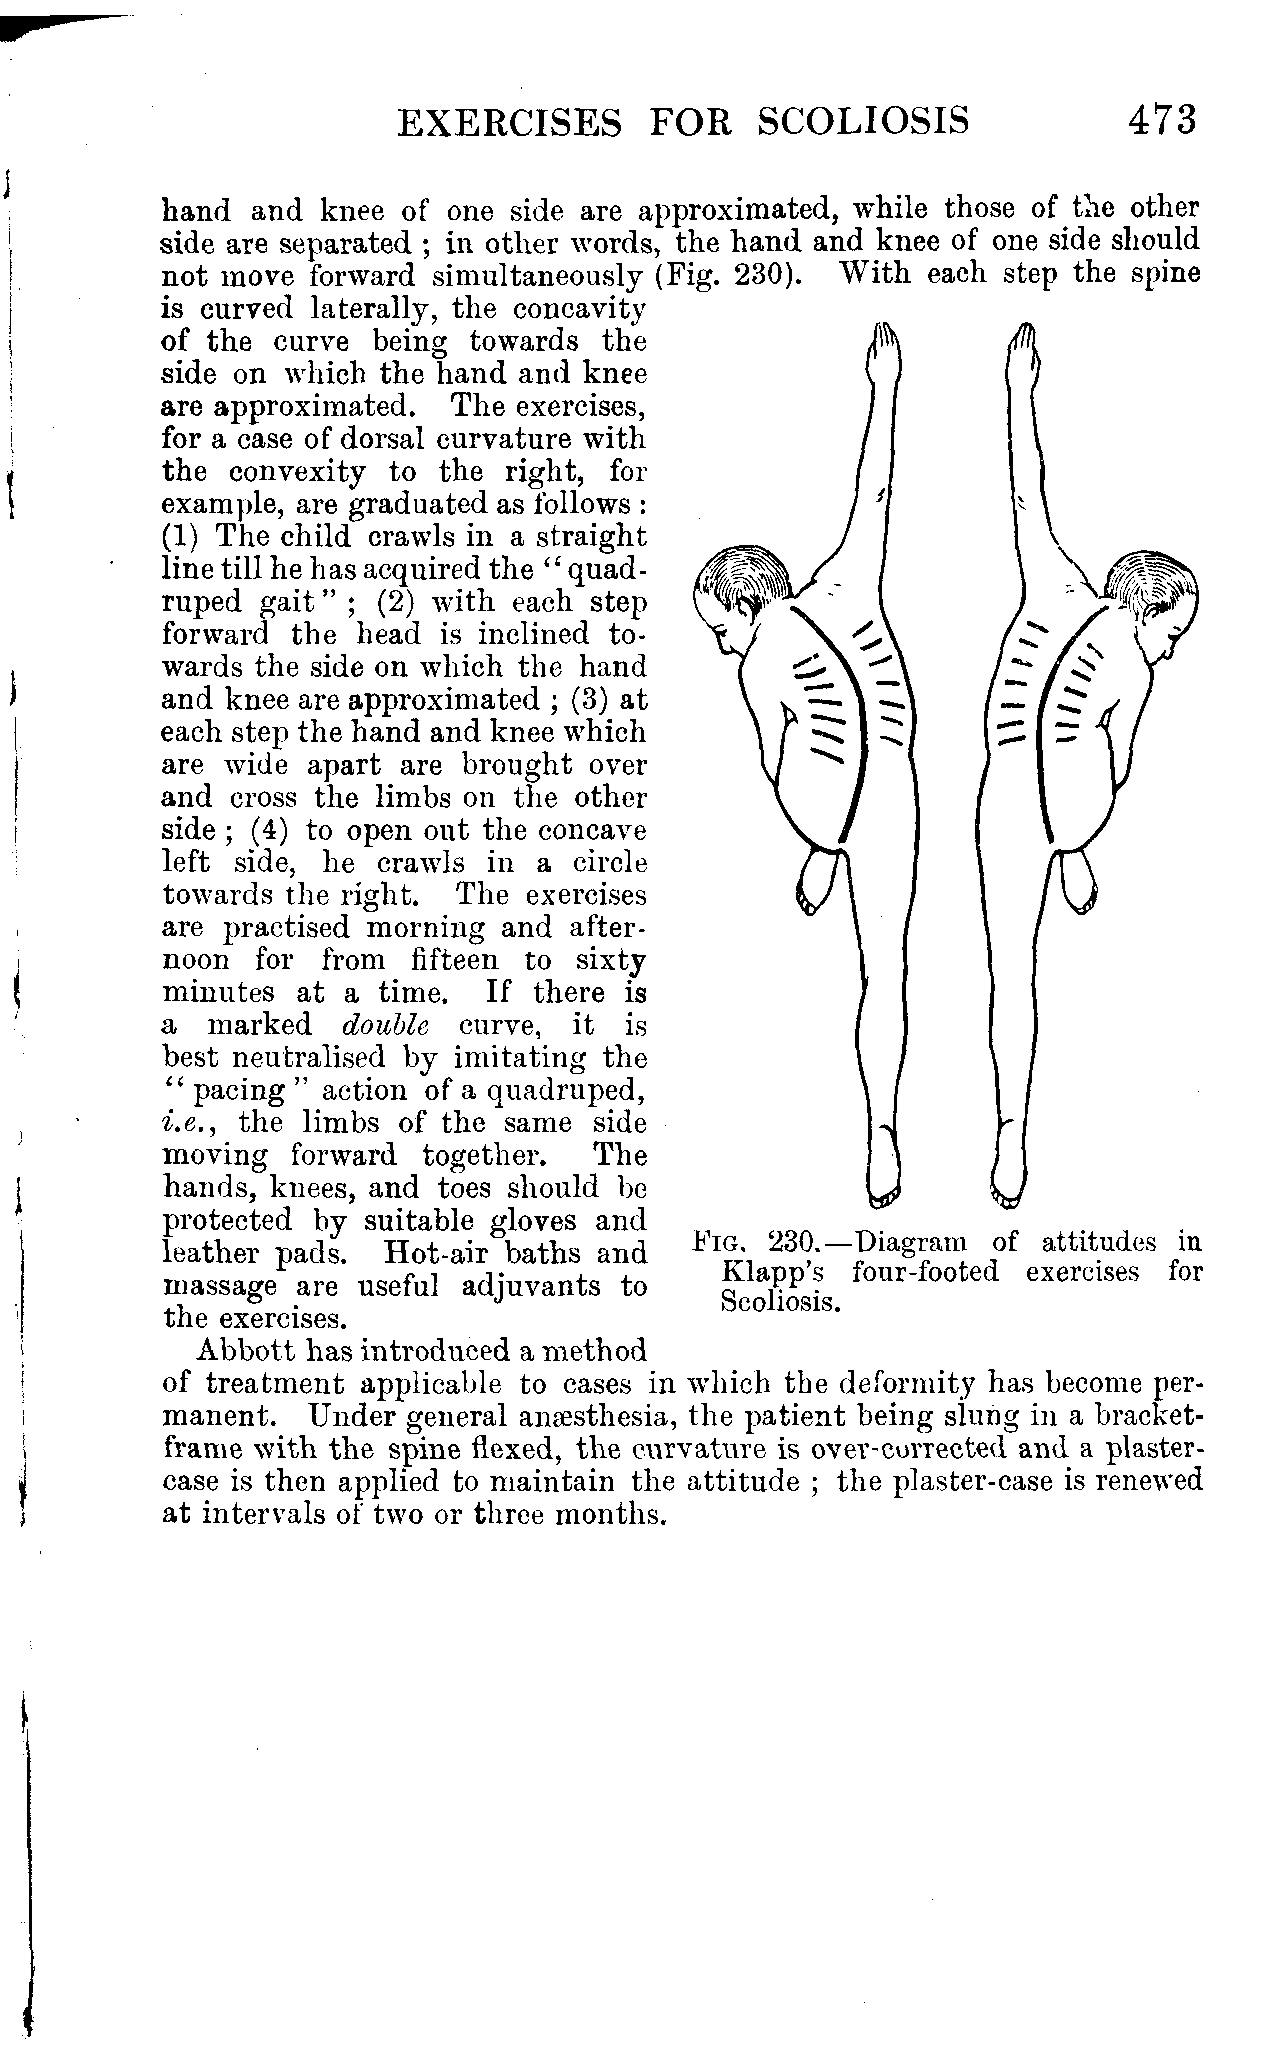 EXERCISES FOR SCOLIOSIS 473
hand and knee of one side are approximated, while those of the other
side are separated ; in other words, the hand and knee of one side should
not move forward simultaneously (Fig. 230). With each step the spine
is curved laterally, the concavity
of the curve being towards the
side on which the hand and knee
are approximated. The exercises,
for a case of dorsal curvature with
the convexity to the right, for
example, are graduated as follows :
(1) The child crawls in a straight
line till he has acquired the “quad-
ruped gait” ; (2) with each step
forward the head is inclined to-
wards the side on which the hand
and knee are approximated ; (3) at
each step the hand and knee which
are wide apart are brought over
and cross the limbs on the other
side ; (4) to open out the concave
left side, he crawls in a circle
towards the right. The exercises
are practised morning and after-
noon for from fifteen to sixty
minutes at a time. If there is
a marked double curve, it is
best neutralised by imitating the
“pacing” action of a quadruped,
i.e., the limbs of the same side
moving forward together. The
hands, knees, and toes should be
protected by suitable gloves and
leather pads. Hot-air baths and
massage are useful adjuvants to
the exercises.
FIG. 230.—Diagram of attitudes in
Klapp's four-footed exercises for
Scoliosis.
Abbott has introduced a method
of treatment applicable to cases in which the deformity has become per-
manent. Under general anæsthesia, the patient being slung in a bracket-
frame with the spine flexed, the curvature is over-corrected and a plaster-
case is then applied to maintain the attitude ; the plaster-case is renewed
at intervals of two or three months.